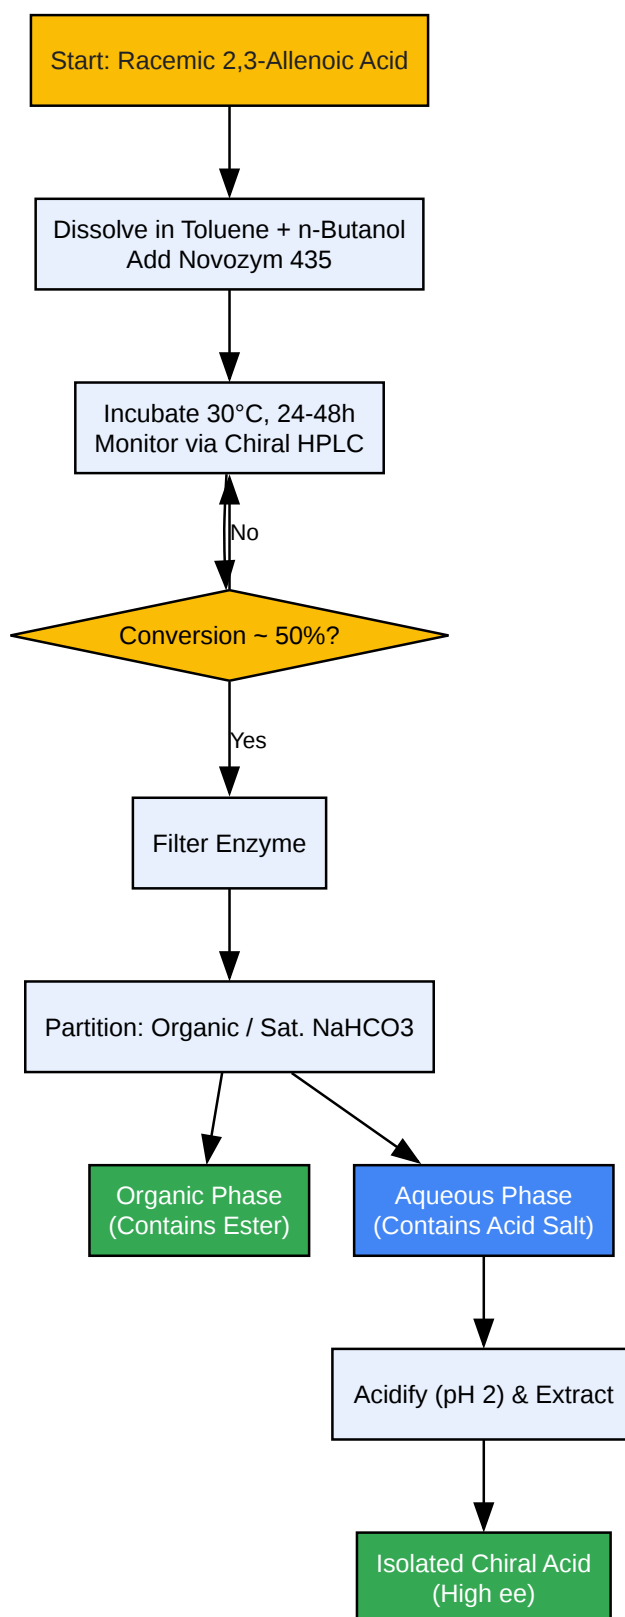 Start: Racemic 2,3-Allenoic Acid
Dissolve in Toluene + n-Butanol
Add Novozym 435
Incubate 30°C, 24-48h
Monitor via Chiral HPLC
No
Conversion ~ 50%?
Yes
Filter Enzyme
Partition: Organic / Sat. NaHCO3
Organic Phase
(Contains Ester)
Aqueous Phase
(Contains Acid Salt)
Acidify (pH 2) & Extract
Isolated Chiral Acid
(High ee)